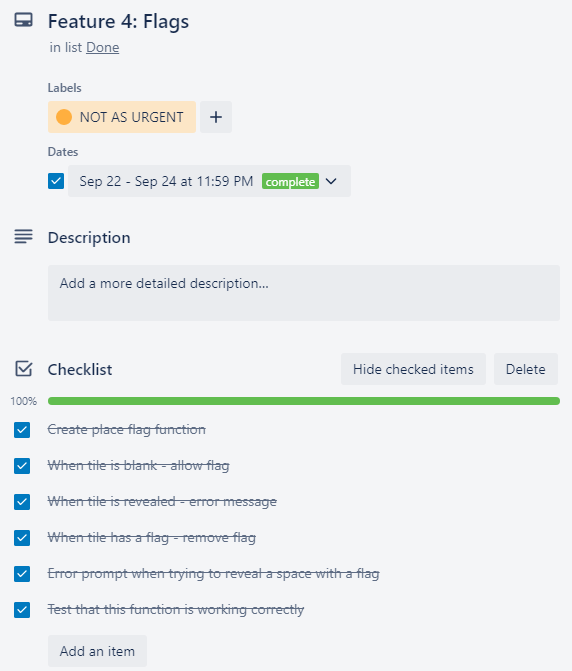 Feature 4: Flags
in list Done
Labels
NOT AS URGENT +
Dates
Sep 22 - Sep 24 at 11:59 PM complete
Description
Add a more detailed description...
Checklist Hide checked items Delete
100%
Create place flag function
When tile is blank - allow flag
When tile is revealed - error message
When tile has a flag - remove flag
Error prompt when trying to reveal a space with a flag
Test that this function is working correctly
Add an item